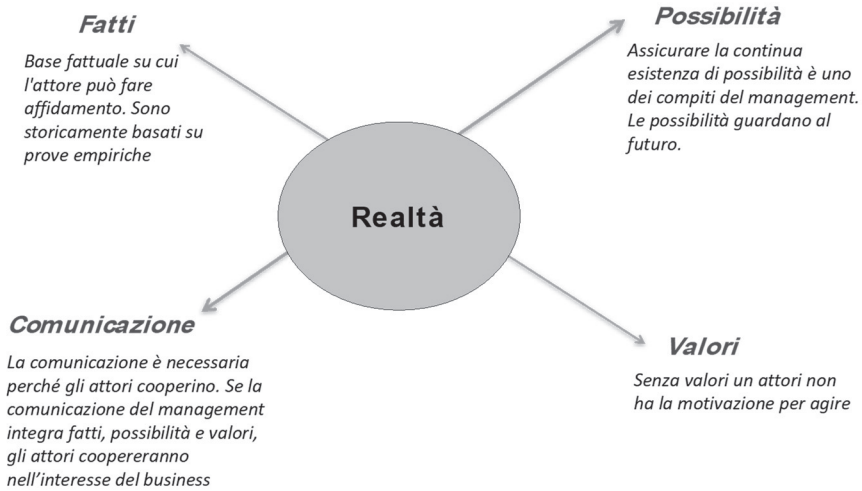 Fatti
Base fattuale su cui
l'attore può fare
affidamento. Sono
storicamente basati su
prove empiriche
Possibilità
Assicurare la continua
esistenza di possibilità è uno
dei compiti del management.
Le possibilità guardano al
futuro.
Realtà
Comunicazione
La comunicazione è necessaria
perché gli attori cooperino. Se la
comunicazione del management
integra fatti, possibilità e valori,
gli attori coopereranno
nell’interesse del business
Valori
Senza valori un attori non
ha la motivazione per agire